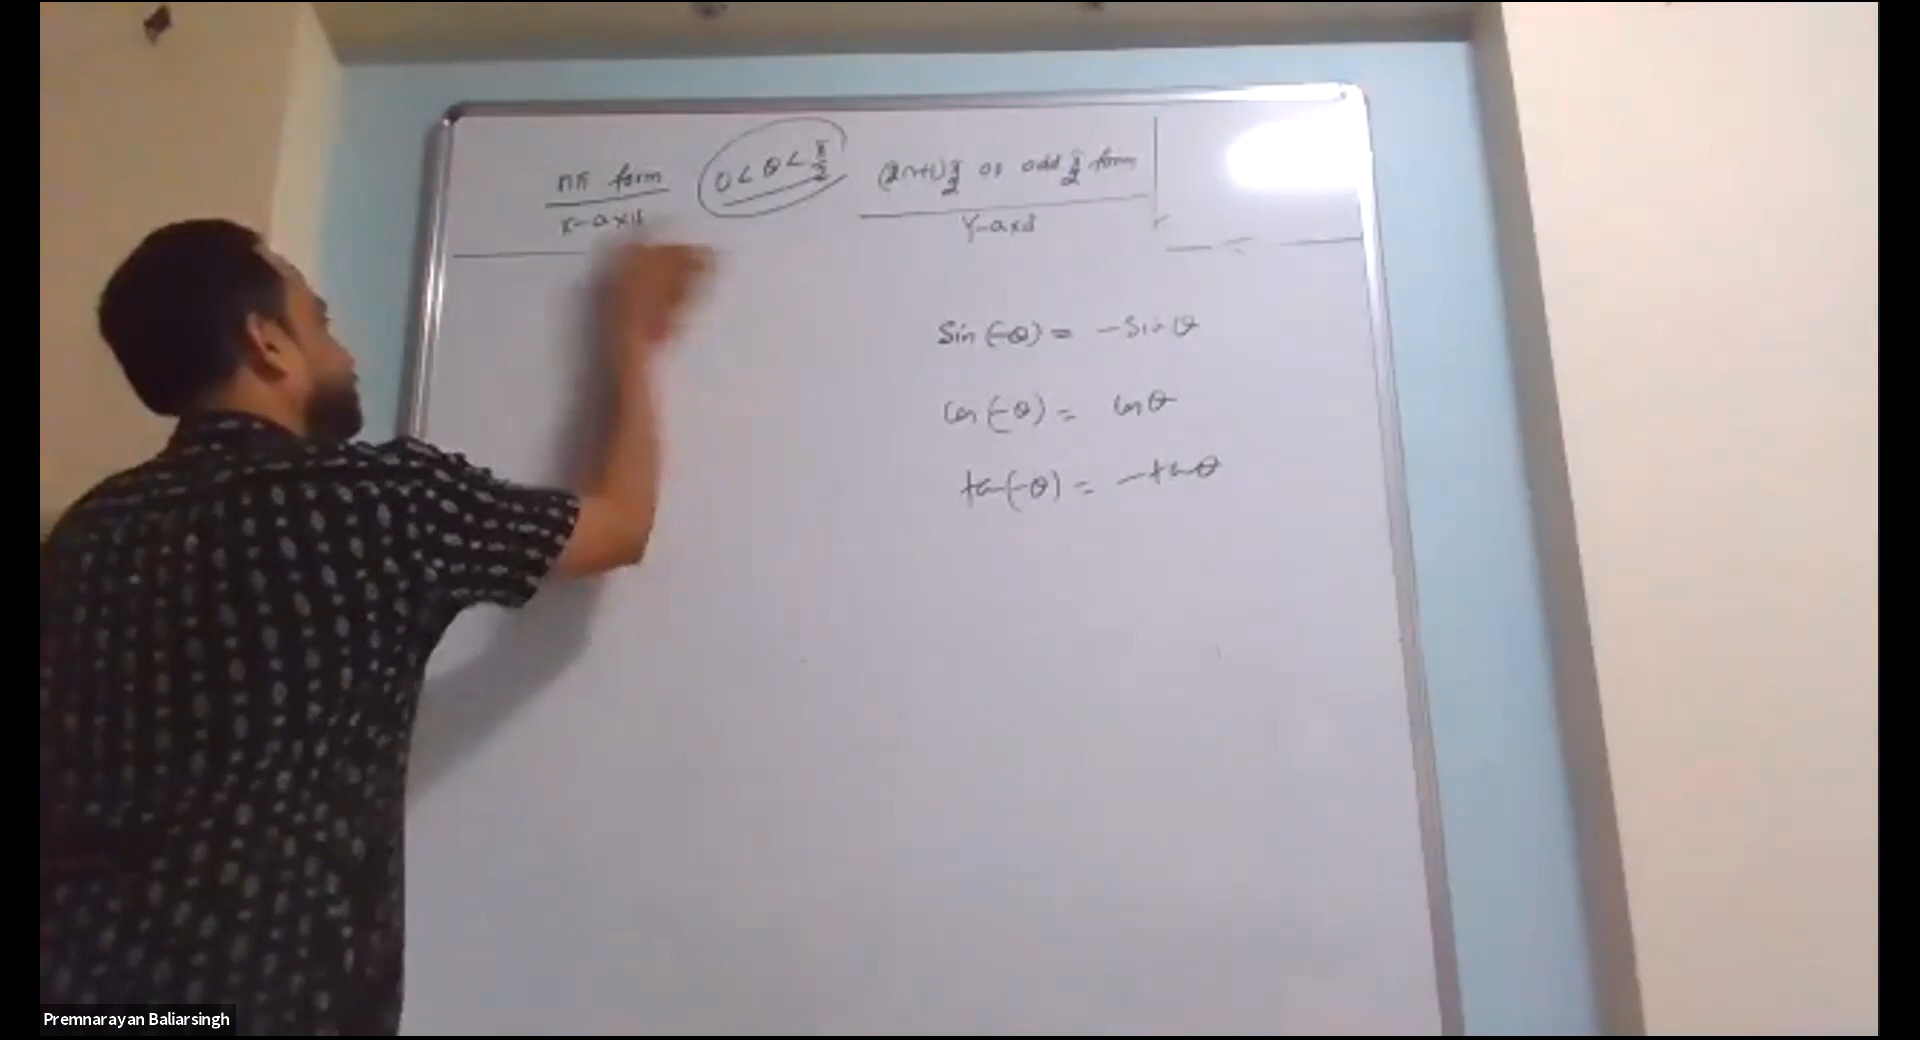 nπ form
x-axis
0 < θ < π/2
(2n+1)π/2 or odd π/2 form
Y-axis
Sin(-θ) = -Sinθ
Cos(-θ) = Cosθ
tan(-θ) = -tanθ
Premnarayan Baliarsingh